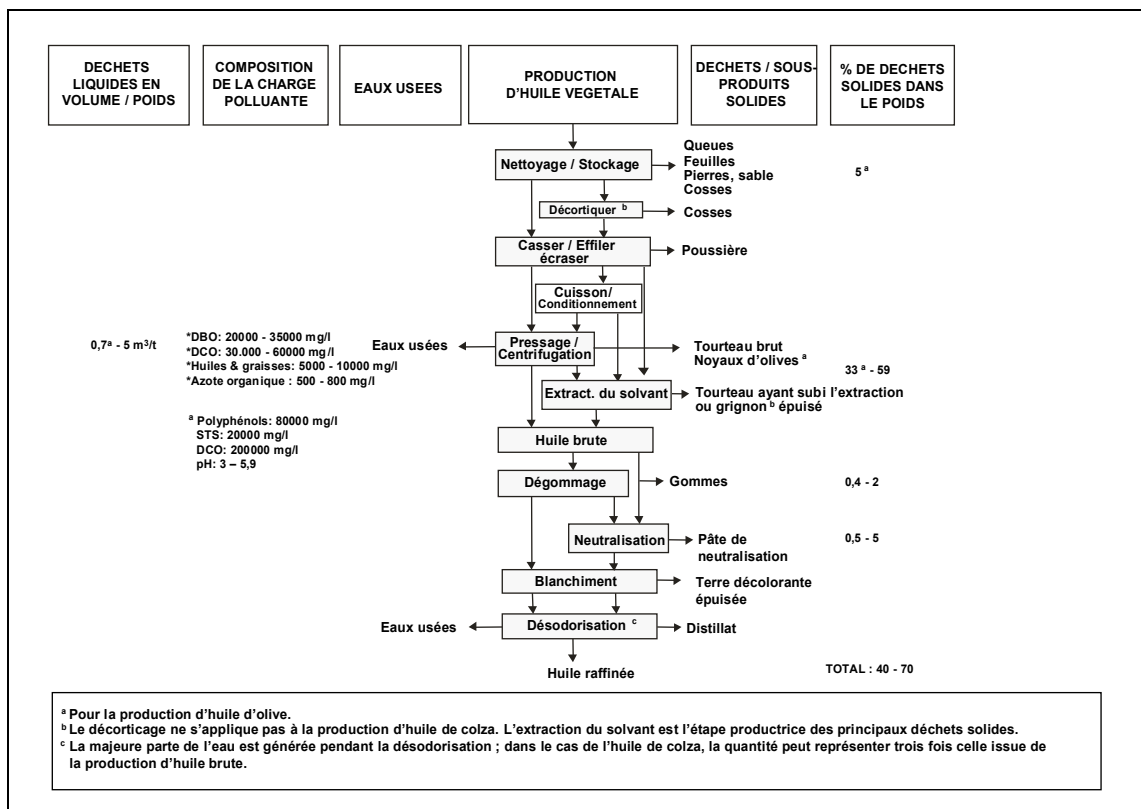 DECHETS
LIQUIDES EN
VOLUME / POIDS
COMPOSITION
DE LA CHARGE
POLLUANTE
EAUX USEES
PRODUCTION
D'HUILE VEGETALE
DECHETS / SOUS-
PRODUITS
SOLIDES
% DE DECHETS
SOLIDES DANS
LE POIDS
Nettoyage / Stockage
Queues
Feuilles
Pierres, sable
Cosses
5 ᵃ
Décortiquer ᵇ
Cosses
Casser / Effiler
écraser
Poussière
Cuisson/
Conditionnement
0,7ᵃ - 5 m³/t
*DBO: 20000 - 35000 mg/l
*DCO: 30.000 - 60000 mg/l
*Huiles & graisses: 5000 - 10000 mg/l
*Azote organique : 500 - 800 mg/l
Eaux usées
Pressage /
Centrifugation
Tourteau brut
Noyaux d'olives ᵃ
33 ᵃ - 59
Extract. du solvant
Tourteau ayant subi l'extraction
ou grignon ᵇ épuisé
ᵃ Polyphénols: 80000 mg/l
STS: 20000 mg/l
DCO: 200000 mg/l
pH: 3 – 5,9
Huile brute
Dégommage
Gommes
0,4 - 2
Neutralisation
Pâte de
neutralisation
0,5 - 5
Blanchiment
Terre décolorante
épuisée
Eaux usées
Désodorisation ᶜ
Distillat
Huile raffinée
TOTAL : 40 - 70
ᵃ Pour la production d'huile d'olive.
ᵇ Le décorticage ne s'applique pas à la production d'huile de colza. L'extraction du solvant est l'étape productrice des principaux déchets solides.
ᶜ La majeure parte de l'eau est générée pendant la désodorisation ; dans le cas de l'huile de colza, la quantité peut représenter trois fois celle issue de
la production d'huile brute.